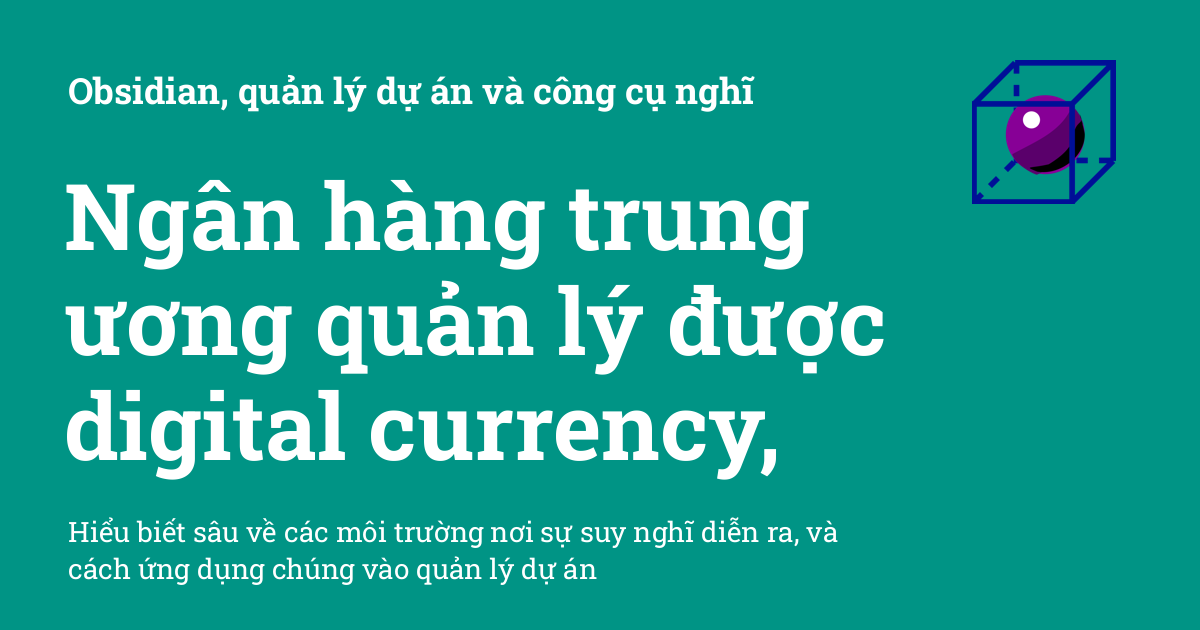 Obsidian, quản lý dự án và công cụ nghĩ
Ngân hàng trung
ương quản lý được
digital currency,
Hiểu biết sâu về các môi trường nơi sự suy nghĩ diễn ra, và
cách ứng dụng chúng vào quản lý dự án